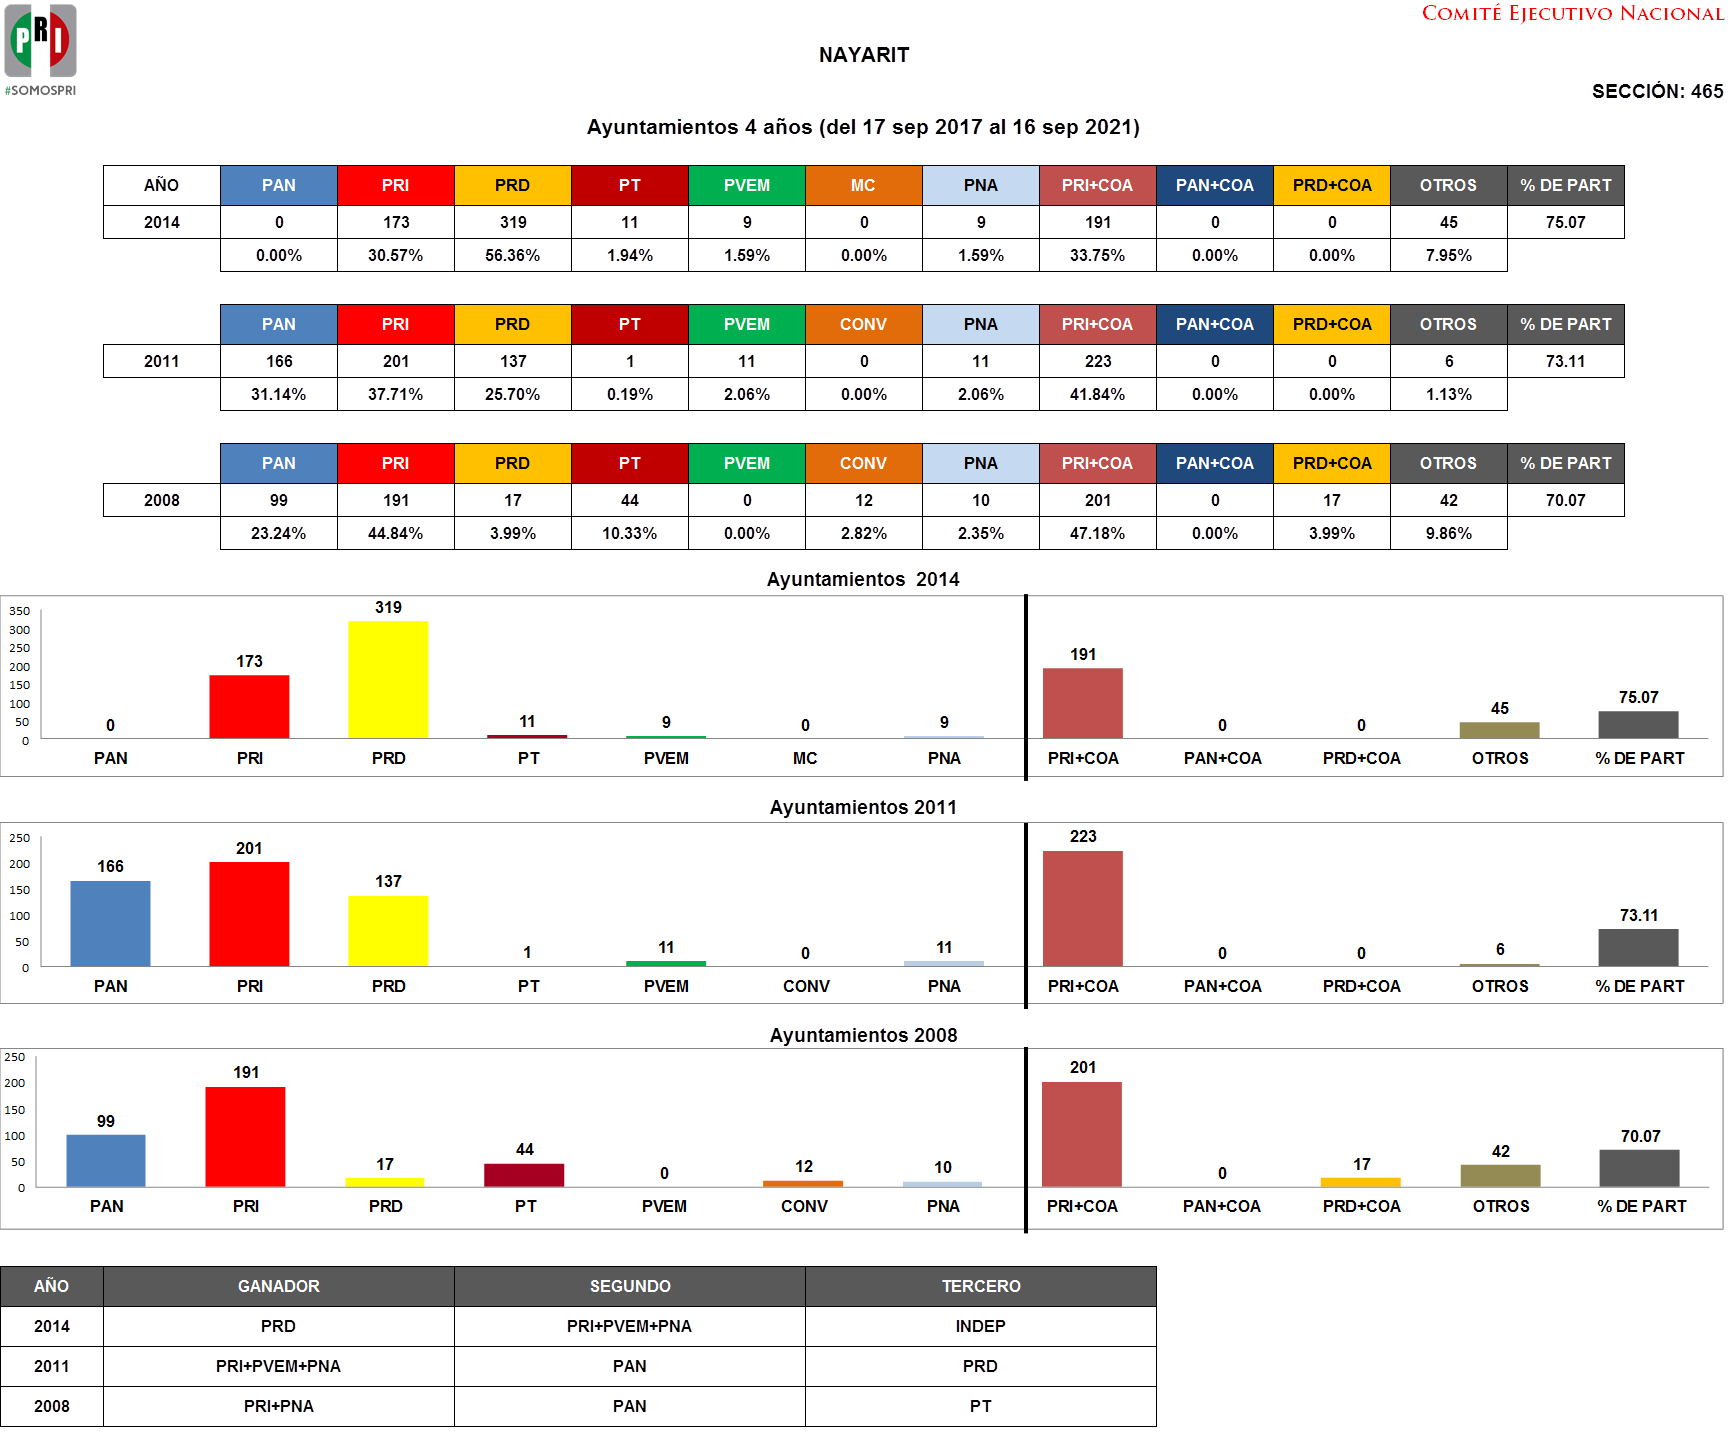 COMITÉ EJECUTIVO NACIONAL
PRI
#SOMOSPRI
NAYARIT
SECCIÓN: 465
Ayuntamientos 4 años (del 17 sep 2017 al 16 sep 2021)
AÑO PAN PRI PRD PT PVEM MC PNA PRI+COA PAN+COA PRD+COA OTROS % DE PART
2014 0 173 319 11 9 0 9 191 0 0 45 75.07
0.00% 30.57% 56.36% 1.94% 1.59% 0.00% 1.59% 33.75% 0.00% 0.00% 7.95%
PAN PRI PRD PT PVEM CONV PNA PRI+COA PAN+COA PRD+COA OTROS % DE PART
2011 166 201 137 1 11 0 11 223 0 0 6 73.11
31.14% 37.71% 25.70% 0.19% 2.06% 0.00% 2.06% 41.84% 0.00% 0.00% 1.13%
PAN PRI PRD PT PVEM CONV PNA PRI+COA PAN+COA PRD+COA OTROS % DE PART
2008 99 191 17 44 0 12 10 201 0 17 42 70.07
23.24% 44.84% 3.99% 10.33% 0.00% 2.82% 2.35% 47.18% 0.00% 3.99% 9.86%
Ayuntamientos 2014
350
300
250
200
150
100
50
0
0 173 319 11 9 0 9 191 0 0 45 75.07
PAN PRI PRD PT PVEM MC PNA PRI+COA PAN+COA PRD+COA OTROS % DE PART
Ayuntamientos 2011
250
200
150
100
50
0
166 201 137 1 11 0 11 223 0 0 6 73.11
PAN PRI PRD PT PVEM CONV PNA PRI+COA PAN+COA PRD+COA OTROS % DE PART
Ayuntamientos 2008
250
200
150
100
50
0
99 191 17 44 0 12 10 201 0 17 42 70.07
PAN PRI PRD PT PVEM CONV PNA PRI+COA PAN+COA PRD+COA OTROS % DE PART
AÑO GANADOR SEGUNDO TERCERO
2014 PRD PRI+PVEM+PNA INDEP
2011 PRI+PVEM+PNA PAN PRD
2008 PRI+PNA PAN PT